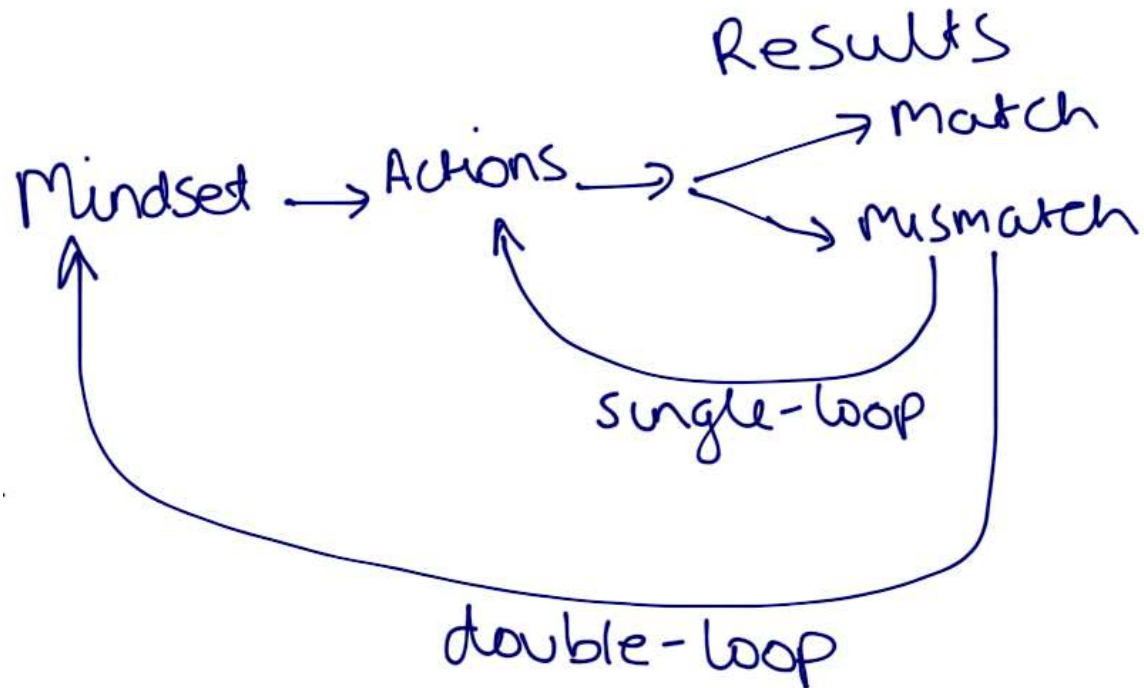 Results
Match
Mindset → Actions →
Mismatch
single-loop
double-loop